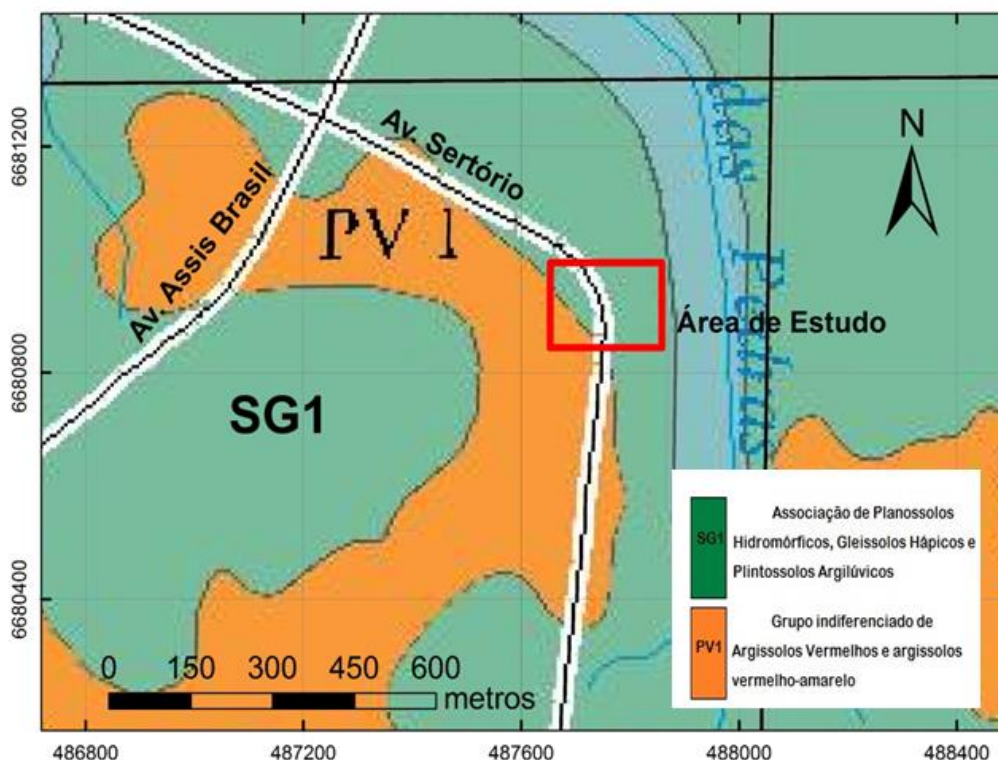 6681200
6680800
6680400
Av. Sertório
Av. Assis Brasil
PV 1
das Pedras
N
Área de Estudo
SG1
SG1
Associação de Planossolos
Hidromórficos, Gleissolos Hápicos e
Plintossolos Argilúvicos
PV1
Grupo indiferenciado de
Argissolos Vermelhos e argissolos
vermelho-amarelo
0 150 300 450 600
metros
486800 487200 487600 488000 488400